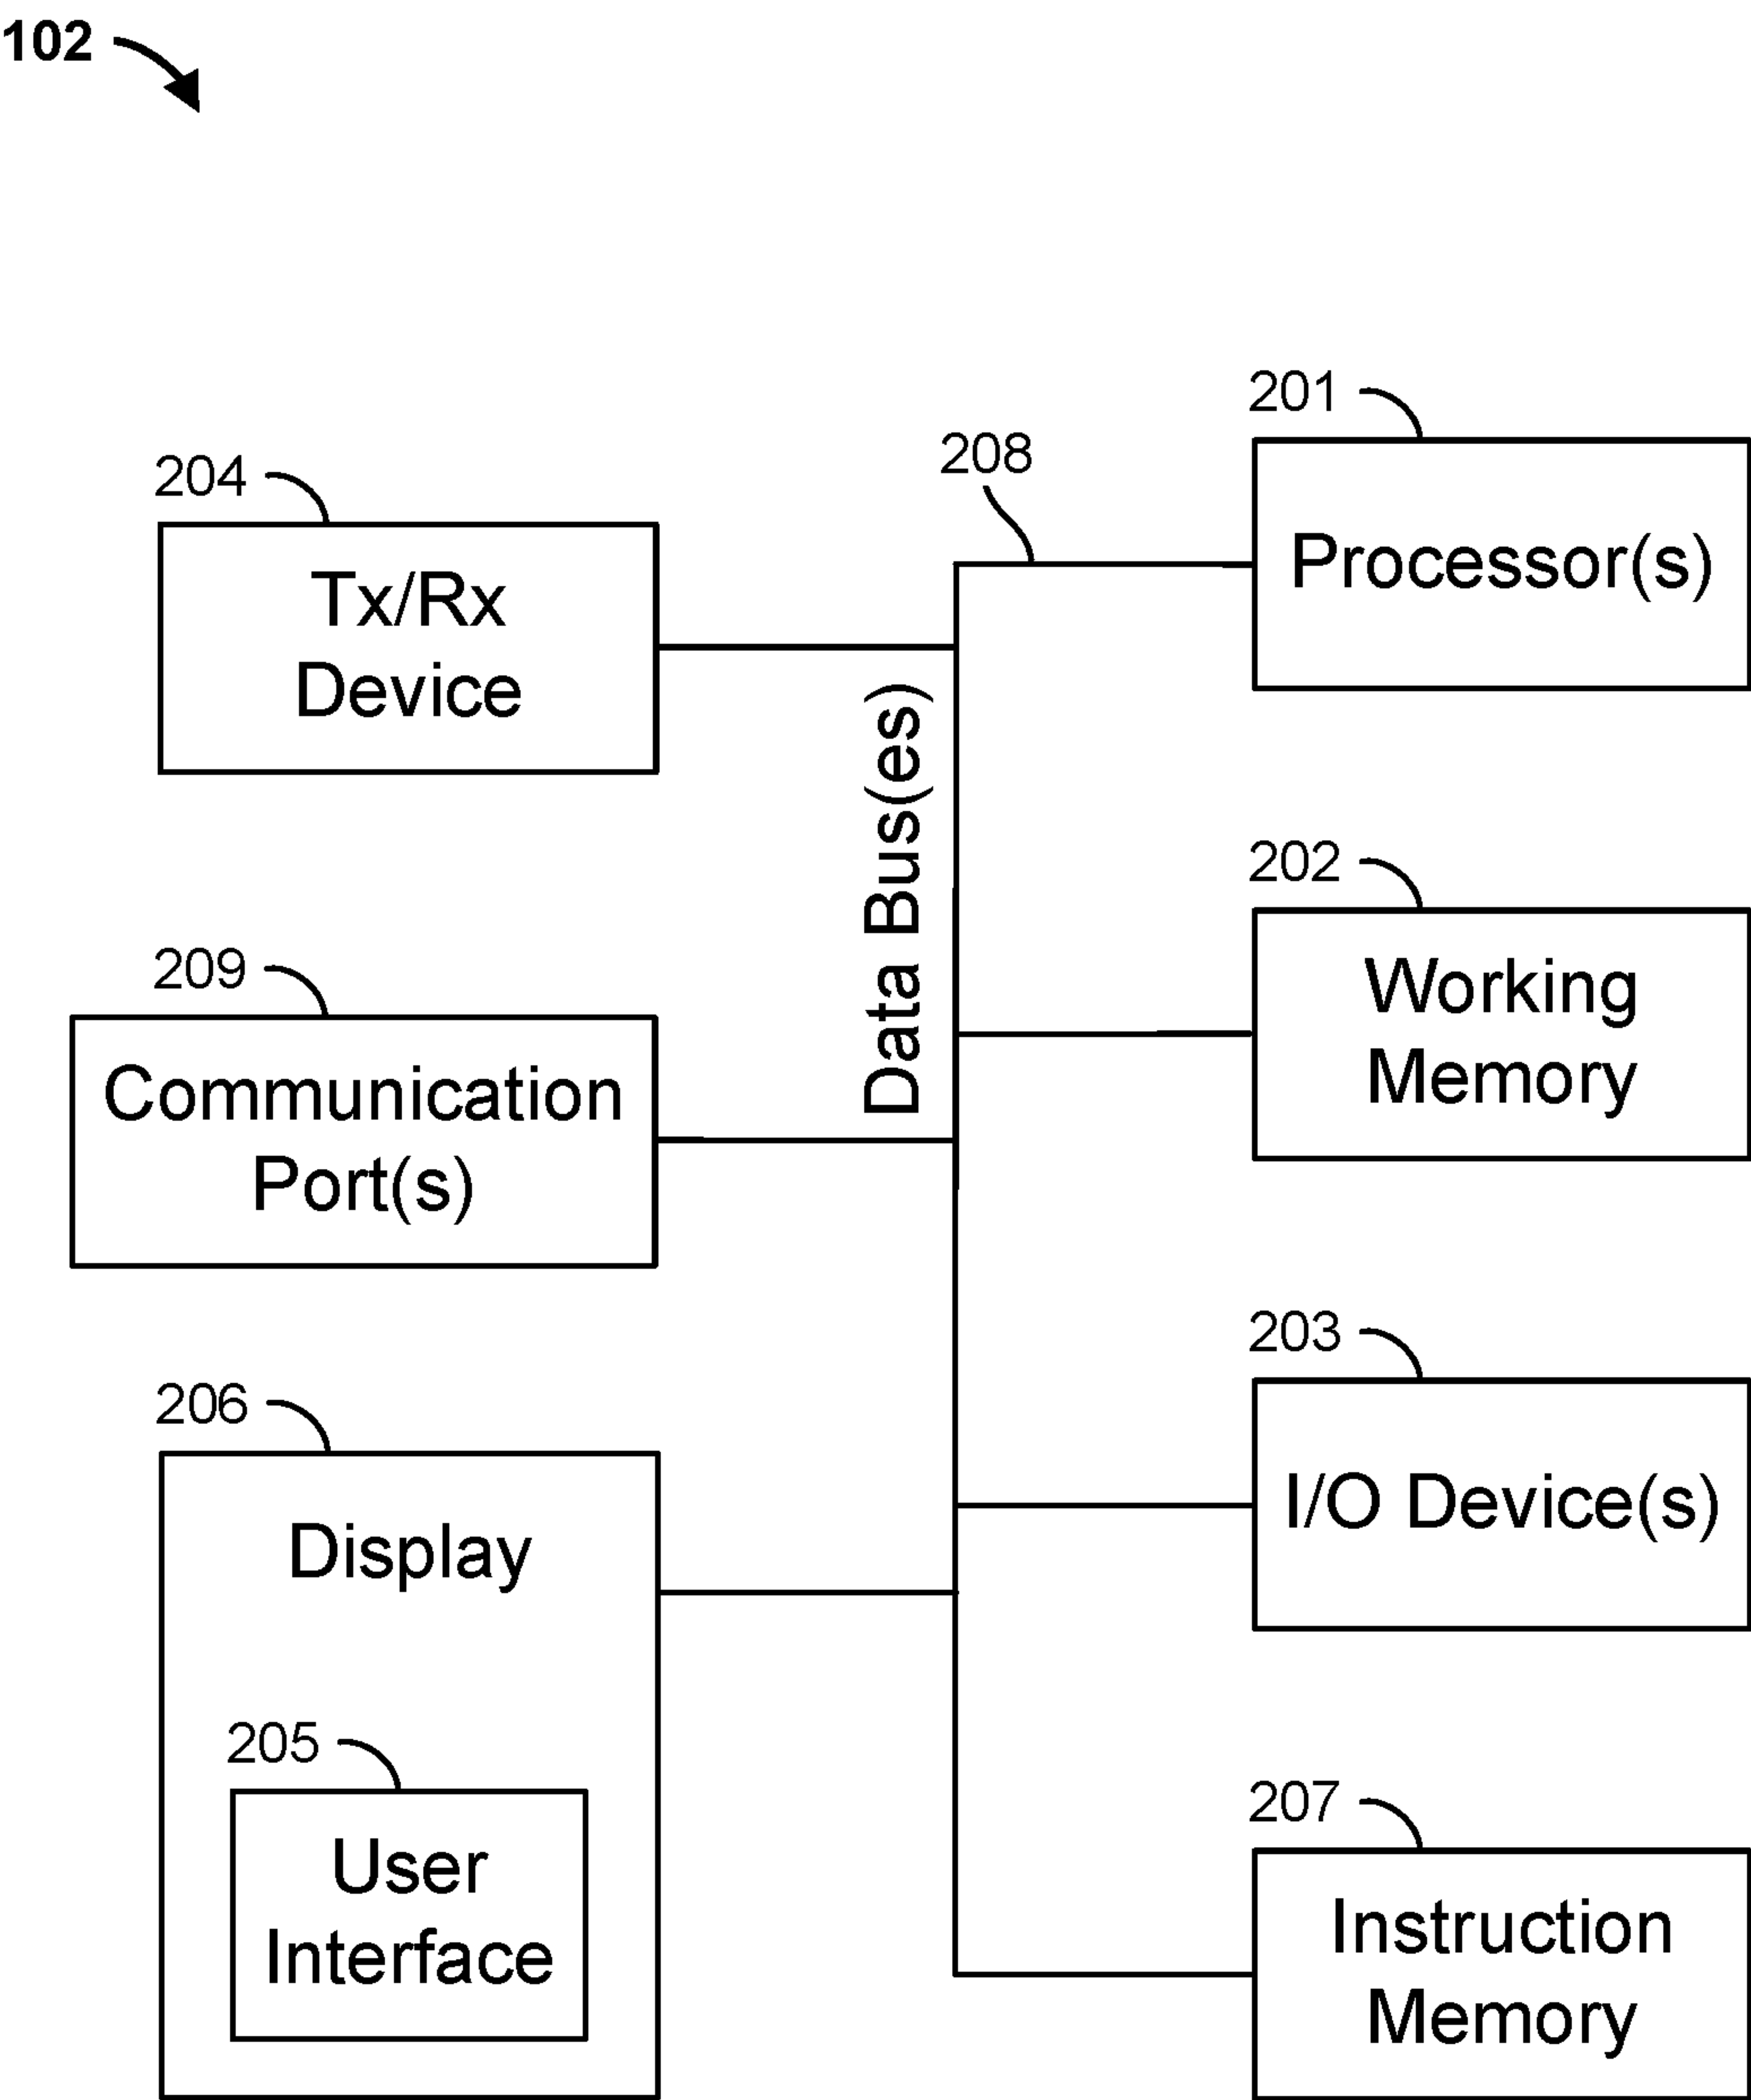 102
201
Processor(s)
208
204
Tx/Rx
Device
Data Bus(es)
202
Working
Memory
209
Communication
Port(s)
203
I/O Device(s)
206
Display
205
User
Interface
207
Instruction
Memory